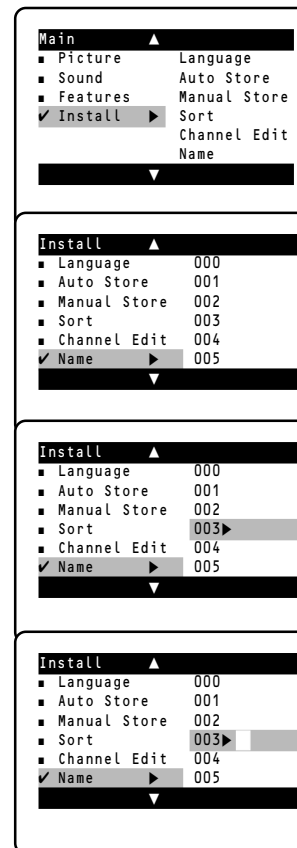 Main ▲
■ Picture Language
■ Sound Auto Store
■ Features Manual Store
✔ Install ▶ Sort
Channel Edit
Name
▼
Install ▲
■ Language 000
■ Auto Store 001
■ Manual Store 002
■ Sort 003
■ Channel Edit 004
✔ Name ▶ 005
▼
Install ▲
■ Language 000
■ Auto Store 001
■ Manual Store 002
■ Sort 003▶
■ Channel Edit 004
✔ Name ▶ 005
▼
Install ▲
■ Language 000
■ Auto Store 001
■ Manual Store 002
■ Sort 003▶
■ Channel Edit 004
✔ Name ▶ 005
▼